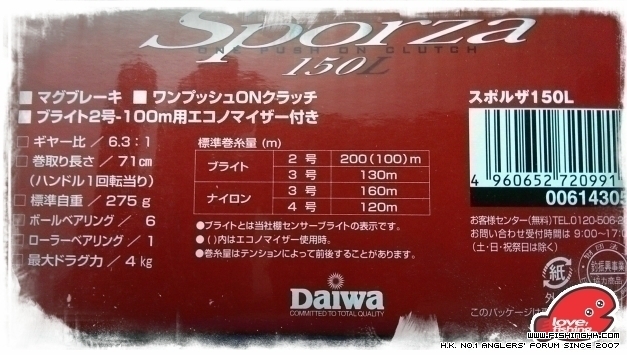 Sporza
ONE PUSH ON CLUTCH
150L
■ マグブレーキ ■ ワンプッシュONクラッチ
■ ブライト2号-100m用エコノマイザー付き
□ ギヤー比／6.3：1
□ 巻取り長さ／71cm
(ハンドル1回転当り)
□ 標準自重／275g
□ ボールベアリング／ 6
□ ローラーベアリング／1
□ 最大ドラグ力／4kg
標準巻糸量 (m)
ブライト 2 号 200(100)m
3 号 130m
ナイロン 3 号 160m
4 号 120m
●ブライトとは当社棚センサーブライトの表示です。
●( )内はエコノマイザー使用時。
●巻糸量はテンションによって前後することがあります。
Daiwa
COMMITTED TO TOTAL QUALITY
スポルザ150L
4 960652 720991
00614305
お客様センター(無料)TEL0120-506-2
お問い合わせ受付時間は 9:00~17:0
(土・日・祝祭日は除く)
紙
このパッケージは
love
fishing
WWW.FISHINGHK.COM
H.K. NO.1 ANGLERS' FORUM SINCE 2007